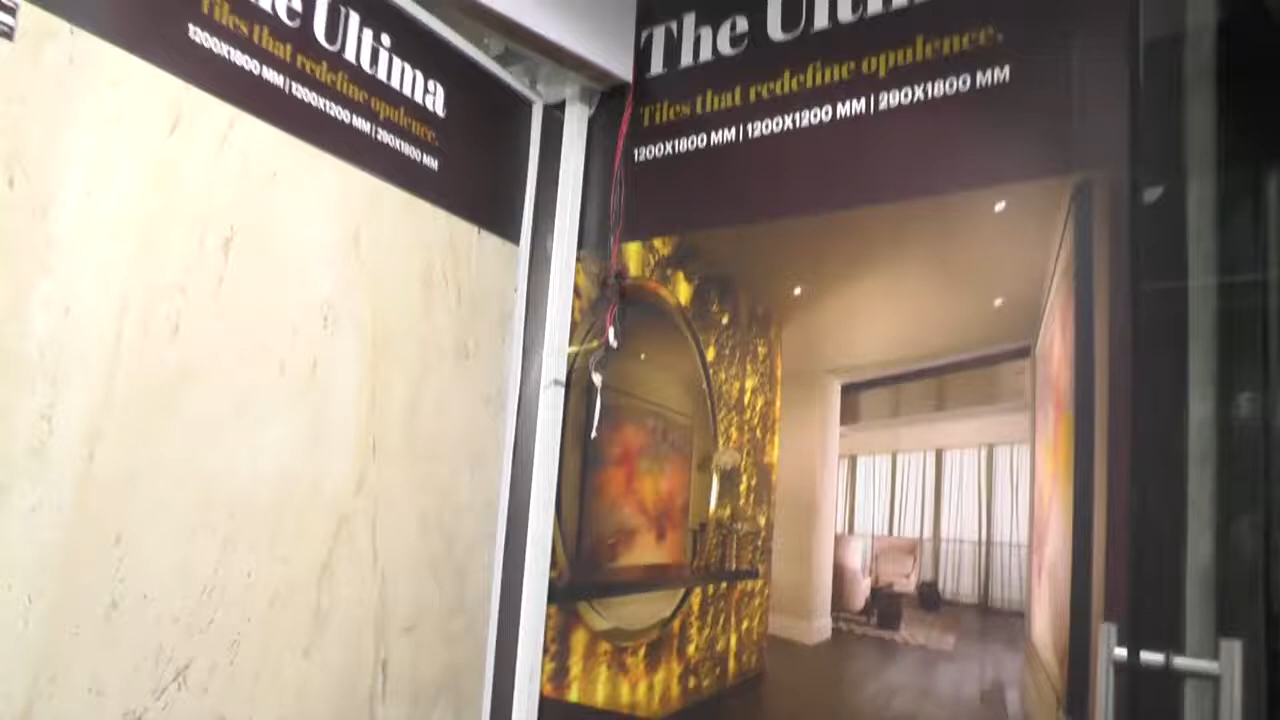 The Ultima
Tiles that redefine opulence.
1200X1800 MM | 1200X1200 MM | 290X1800 MM
The Ultima
Tiles that redefine opulence.
1200X1800 MM | 1200X1200 MM | 290X1800 MM